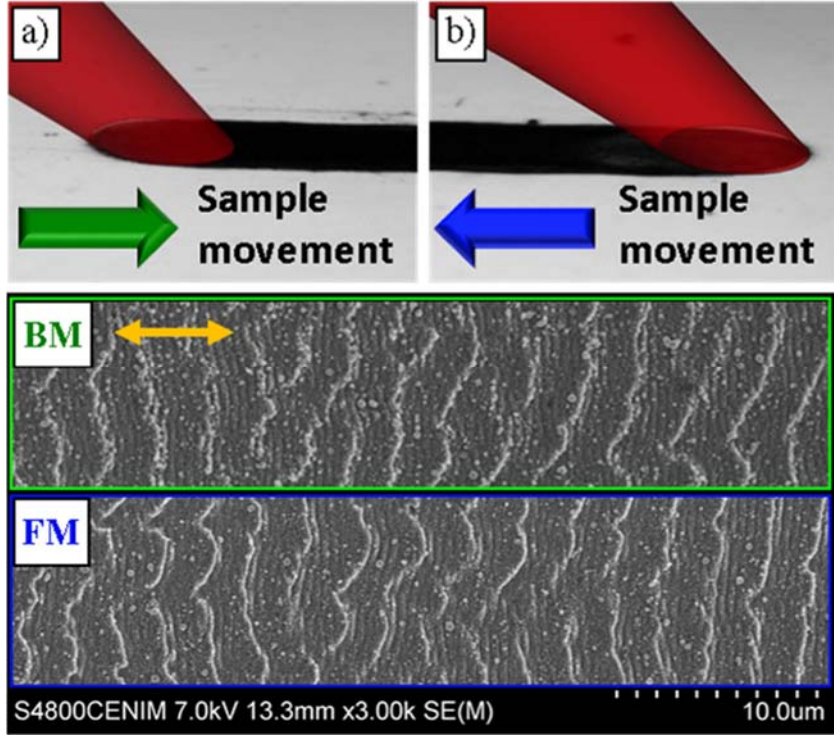 a)
Sample
movement
b)
Sample
movement
BM
FM
S4800CENIM 7.0kV 13.3mm x3.00k SE(M)
10.0um